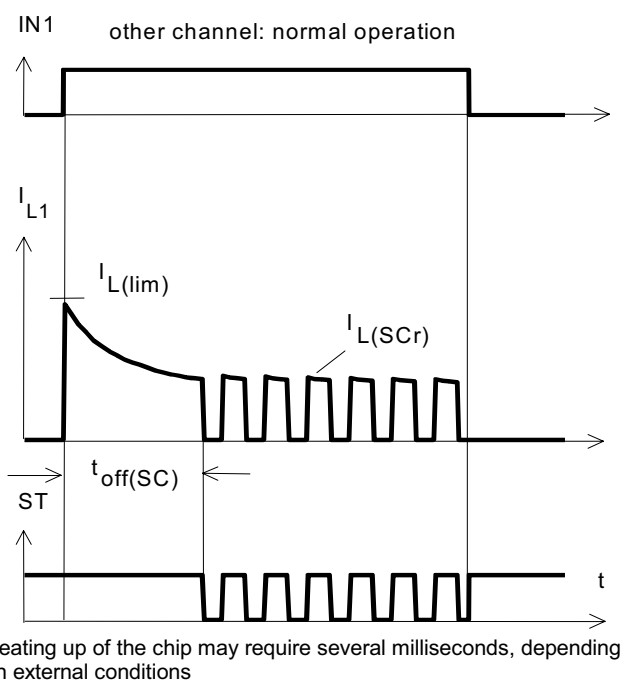 IN1
other channel: normal operation
I L1
I L(lim)
I L(SCr)
t off(SC)
ST
t
eating up of the chip may require several milliseconds, depending
external conditions